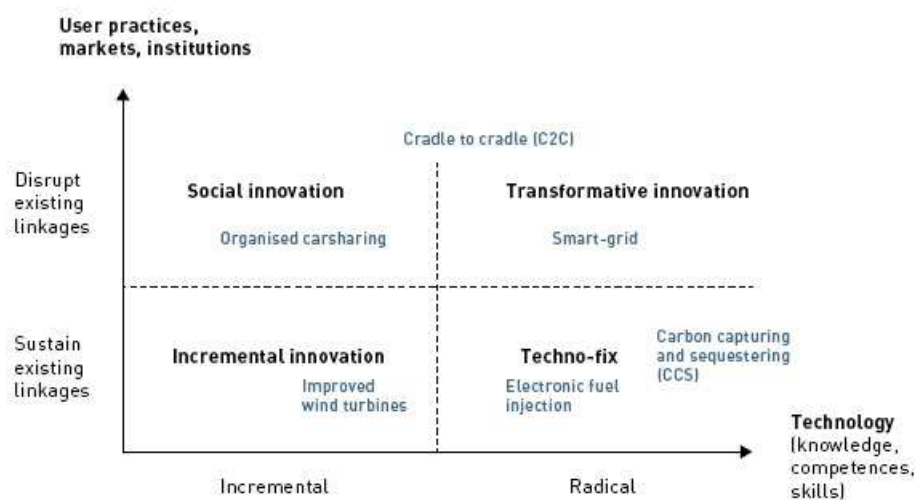 User practices,
markets, institutions
Cradle to cradle (C2C)
Disrupt
existing
linkages
Social innovation
Transformative innovation
Organised carsharing
Smart-grid
Sustain
existing
linkages
Incremental innovation
Improved
wind turbines
Techno-fix
Electronic fuel
injection
Carbon capturing
and sequestering
(CCS)
Technology
(knowledge,
competences,
skills)
Incremental
Radical